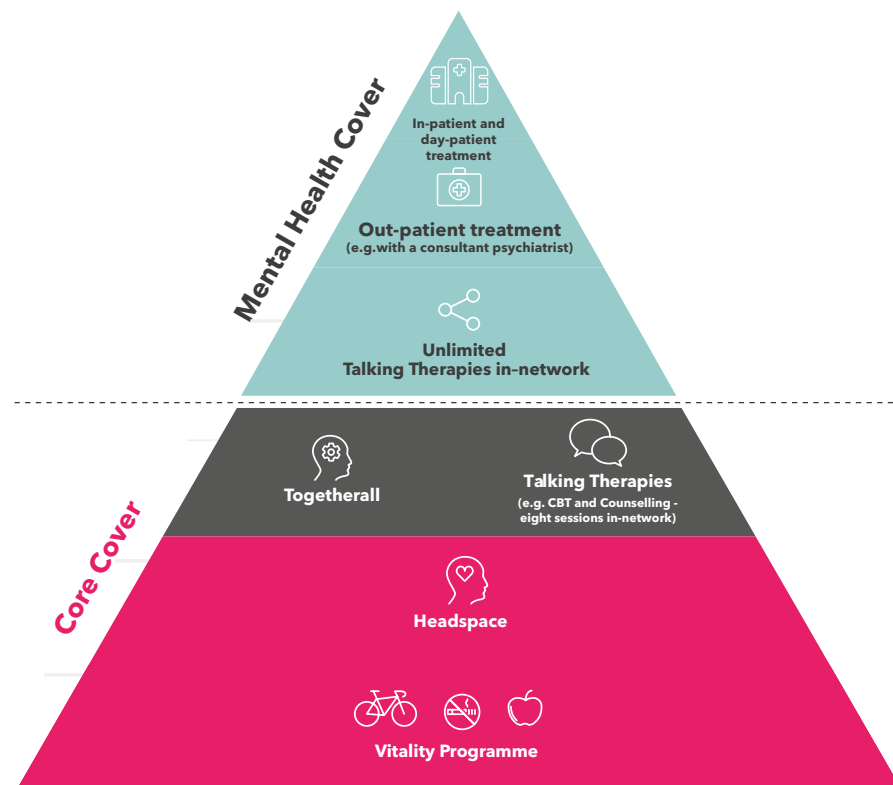 Mental Health Cover
In-patient and
day-patient
treatment
Out-patient treatment
(e.g.with a consultant psychiatrist)
Unlimited
Talking Therapies in-network
Core Cover
Togetherall
Talking Therapies
(e.g. CBT and Counselling -
eight sessions in-network)
Headspace
Vitality Programme